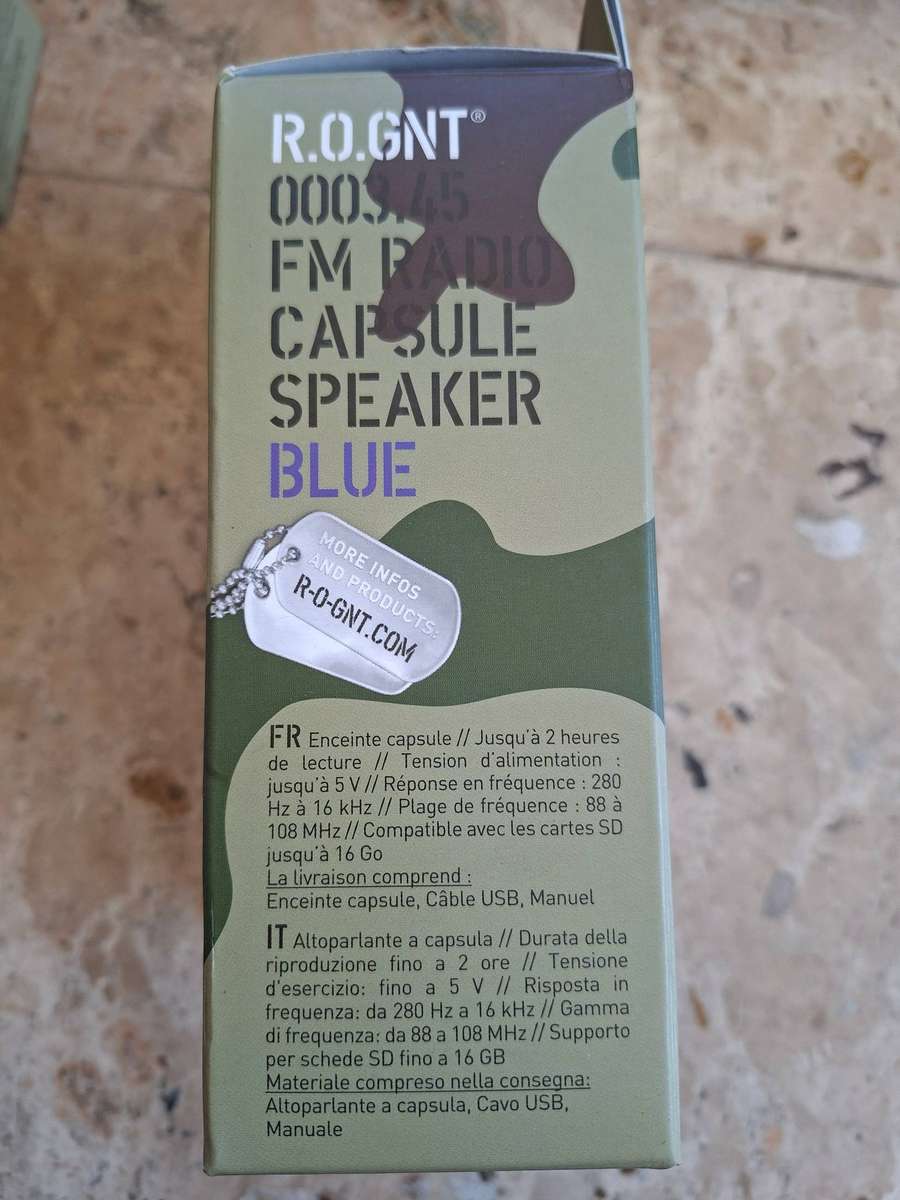 R.O.GNT®
0003.45
FM RADIO
CAPSULE
SPEAKER
BLUE
MORE INFOS
AND PRODUCTS:
R-O-GNT.COM
FR Enceinte capsule // Jusqu'à 2 heures
de lecture // Tension d'alimentation :
jusqu'à 5 V // Réponse en fréquence : 280
Hz à 16 kHz // Plage de fréquence : 88 à
108 MHz // Compatible avec les cartes SD
jusqu'à 16 Go
La livraison comprend :
Enceinte capsule, Câble USB, Manuel
IT Altoparlante a capsula // Durata della
riproduzione fino a 2 ore // Tensione
d'esercizio: fino a 5 V // Risposta in
frequenza: da 280 Hz a 16 kHz // Gamma
di frequenza: da 88 a 108 MHz // Supporto
per schede SD fino a 16 GB
Materiale compreso nella consegna:
Altoparlante a capsula, Cavo USB,
Manuale